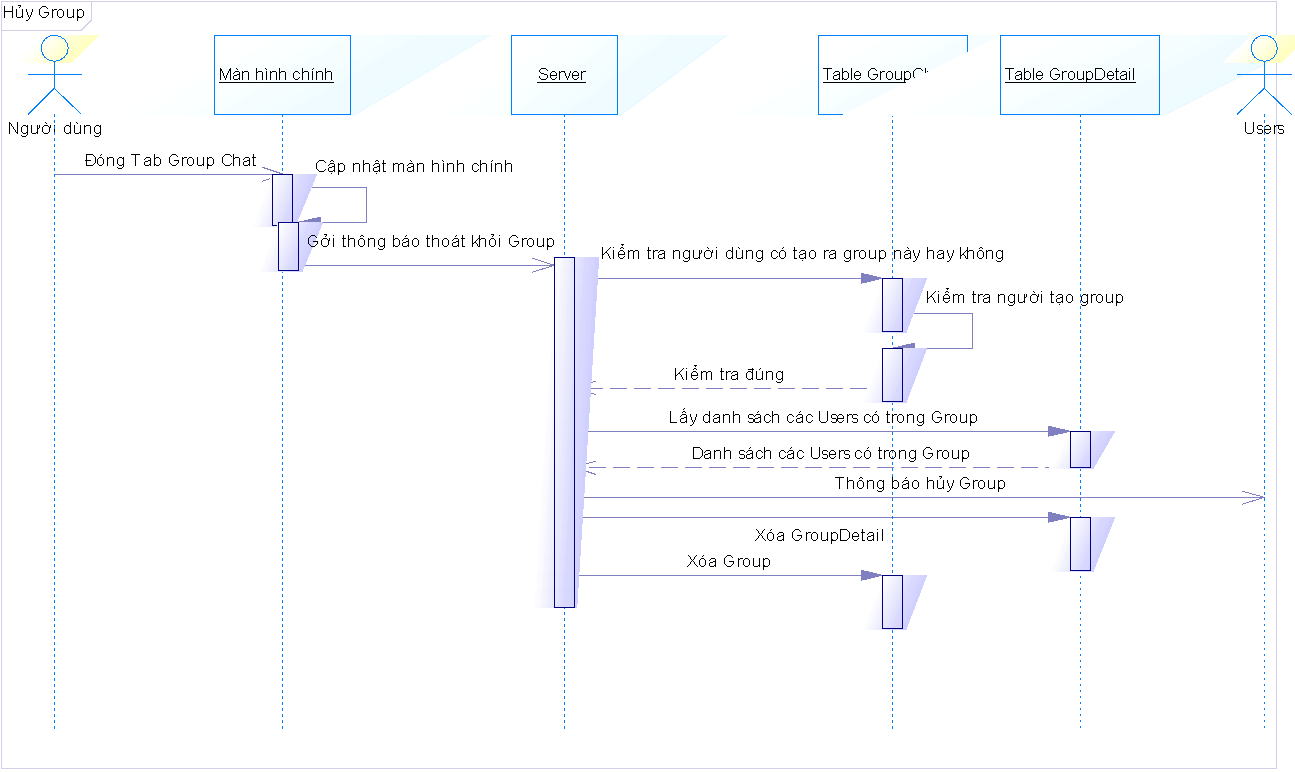 Hủy Group
Màn hình chính
Server
Table
Table GroupDetail
Người dùng
Users
Đóng Tab Group Chat
Cập nhật màn hình chính
Gởi thông báo thoát khỏi Group
Kiểm tra người dùng có tạo ra group này hay không
Kiểm tra người tạo group
Kiểm tra đúng
Lấy danh sách các Users có trong Group
Danh sách các Users có trong Group
Thông báo hủy Group
Xóa GroupDetail
Xóa Group